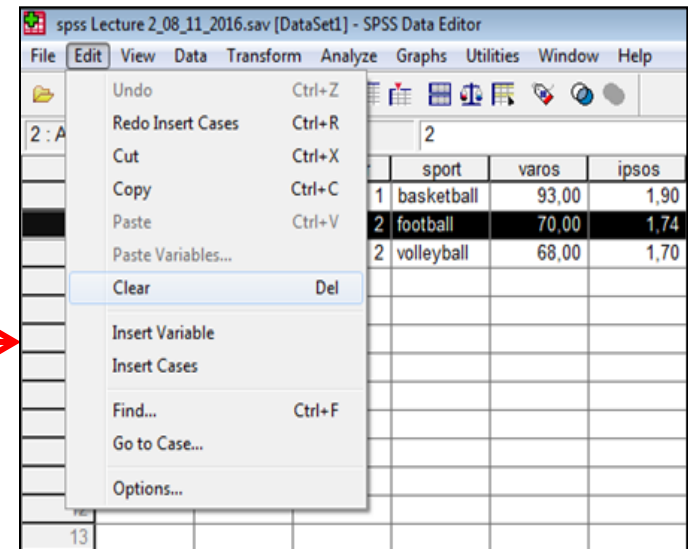 spss Lecture 2_08_11_2016.sav [DataSet1] - SPSS Data Editor
File Edit View Data Transform Analyze Graphs Utilities Window Help
2 : A 2
Undo Ctrl+Z
Redo Insert Cases Ctrl+R
Cut Ctrl+X
Copy Ctrl+C
Paste Ctrl+V
Paste Variables...
Clear Del
Insert Variable
Insert Cases
Find... Ctrl+F
Go to Case...
Options...
sport varos ipsos
1 basketball 93,00 1,90
2 football 70,00 1,74
2 volleyball 68,00 1,70
12
13